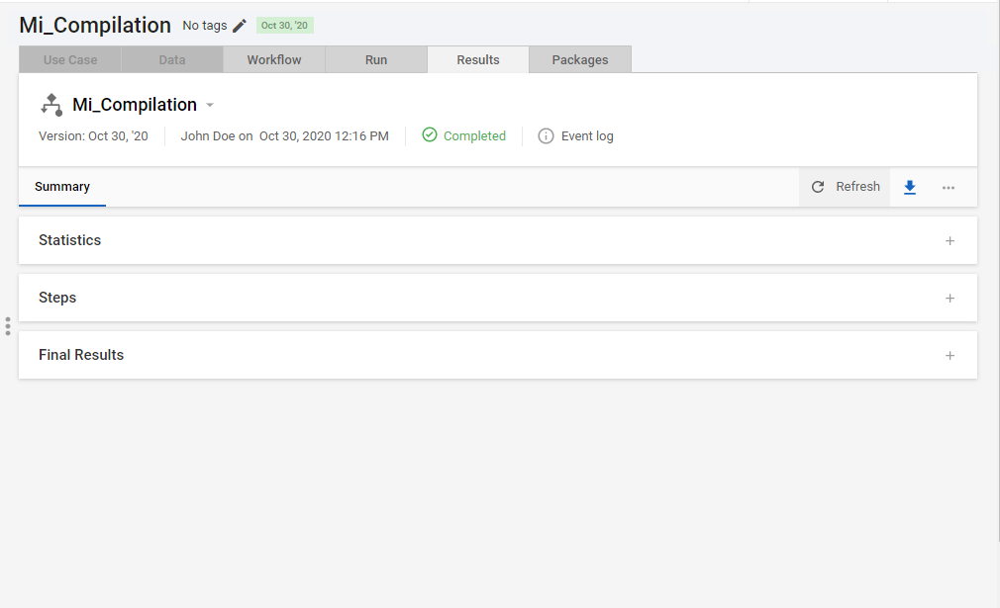 Mi_Compilation No tags Oct 30, '20
Use Case Data Workflow Run Results Packages
Mi_Compilation
Version: Oct 30, '20 John Doe on Oct 30, 2020 12:16 PM Completed Event log
Summary Refresh
Statistics
Steps
Final Results